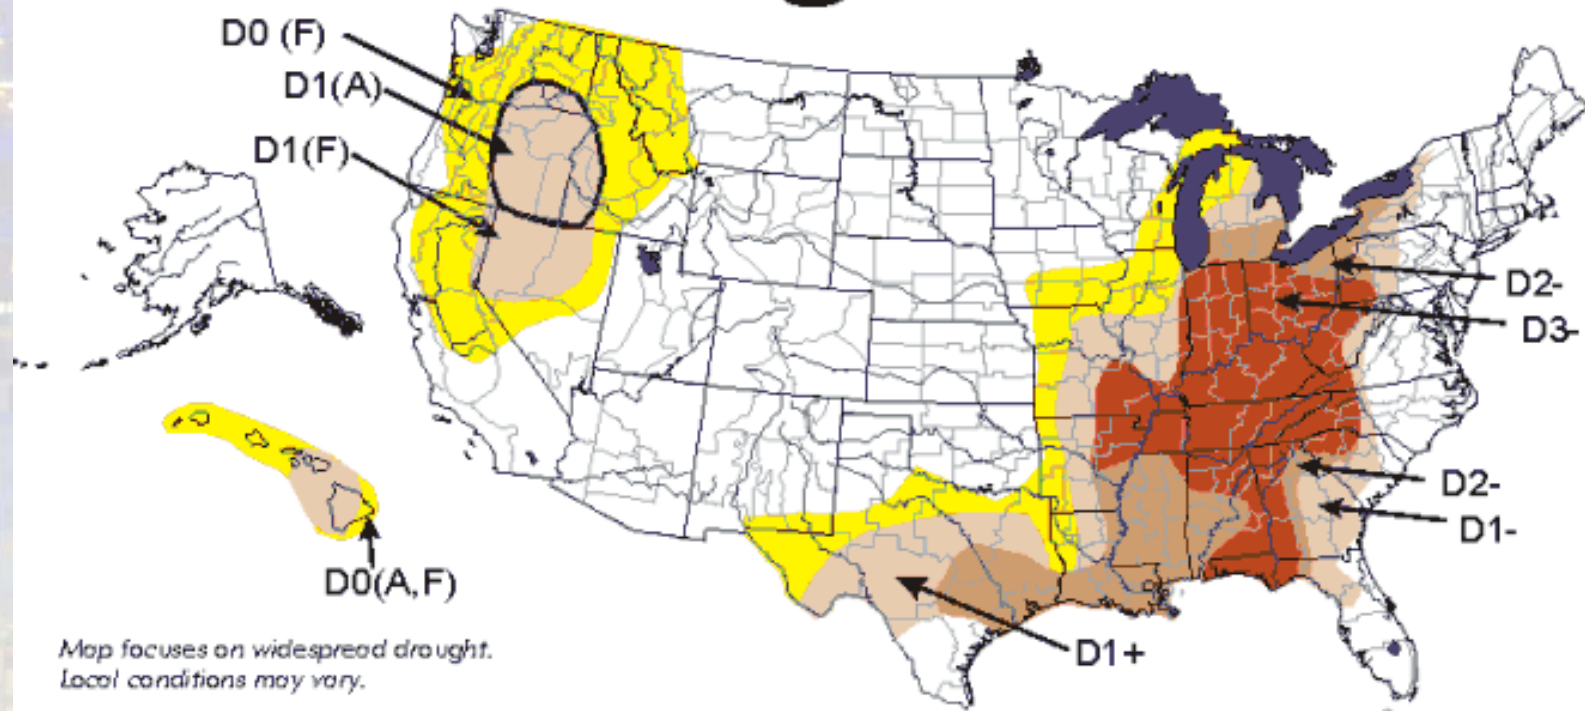 D0 (F)
D1(A)
D1(F)
D2-
D3-
D2-
D1-
D0(A,F)
D1+
Map focuses on widespread drought.
Local conditions may vary.